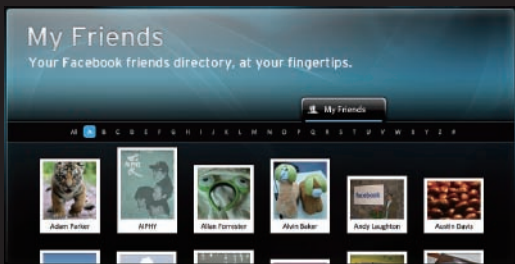 My Friends
Your Facebook friends directory, at your fingertips.
My Friends
All A B C D E F G H I J K L M N O P Q R S T U V W X Y Z #
facebook
Adam Parker
Allan Forrester
Alvin Baker
Andy Laughton
Austin Davis